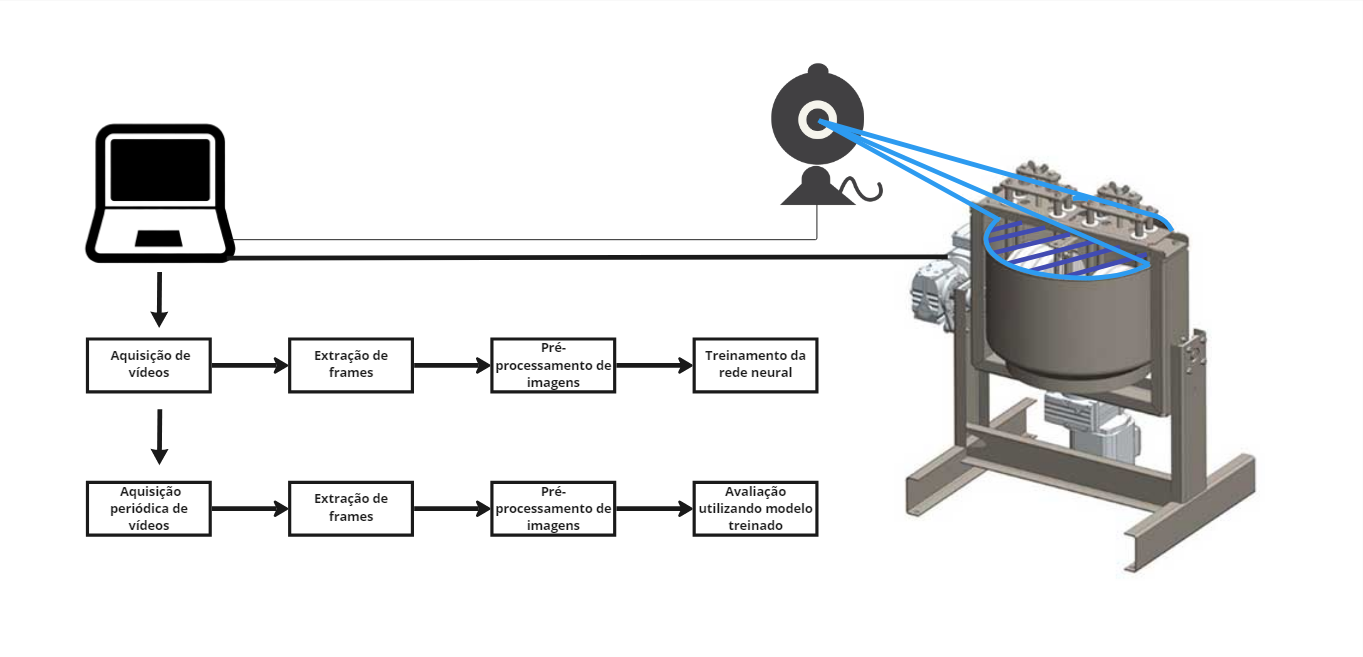 Aquisição de
vídeos
Extração de
frames
Pré-
processamento de
imagens
Treinamento da
rede neural
Aquisição
periódica de
vídeos
Extração de
frames
Pré-
processamento de
imagens
Avaliação
utilizando modelo
treinado